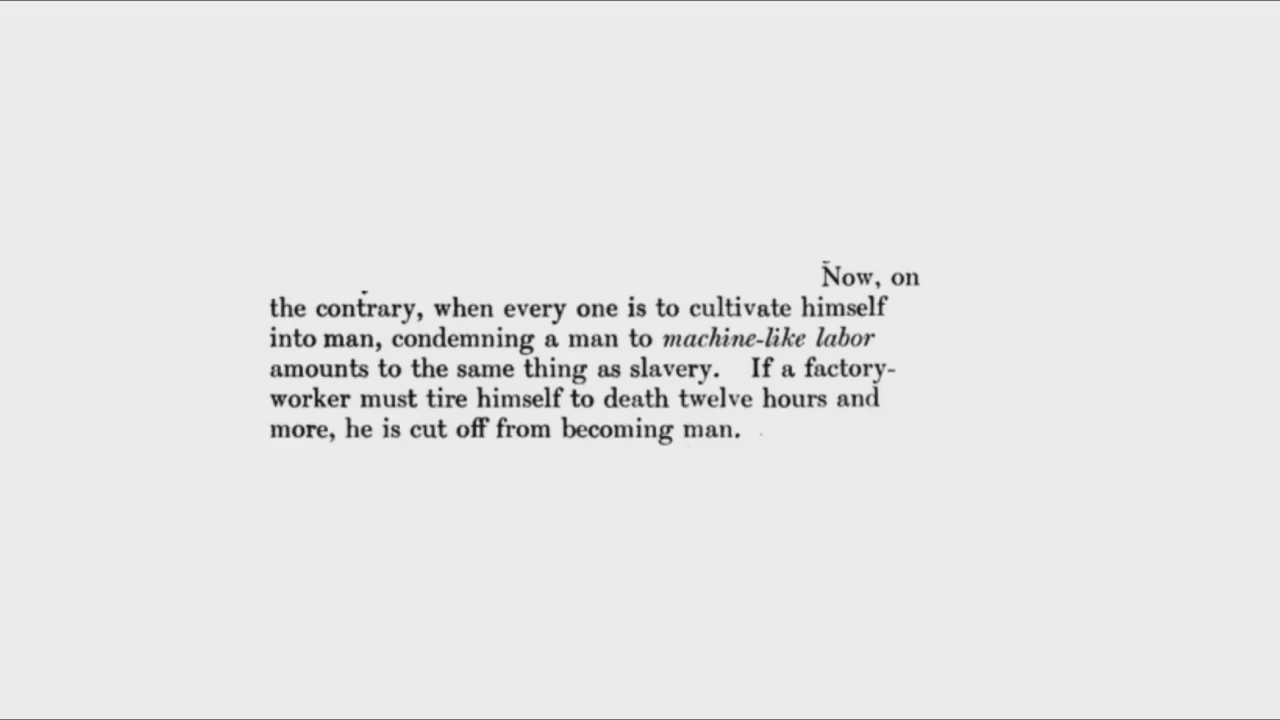 Now, on
the contrary, when every one is to cultivate himself
into man, condemning a man to machine-like labor
amounts to the same thing as slavery. If a factory-
worker must tire himself to death twelve hours and
more, he is cut off from becoming man.